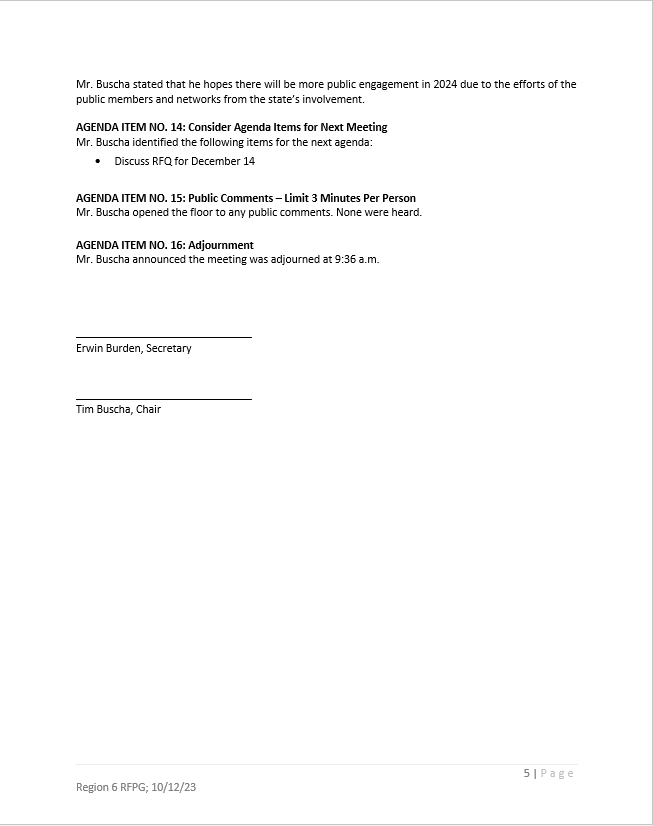 Mr. Buscha stated that he hopes there will be more public engagement in 2024 due to the efforts of the
public members and networks from the state’s involvement.
AGENDA ITEM NO. 14: Consider Agenda Items for Next Meeting
Mr. Buscha identified the following items for the next agenda:
• Discuss RFQ for December 14
AGENDA ITEM NO. 15: Public Comments – Limit 3 Minutes Per Person
Mr. Buscha opened the floor to any public comments. None were heard.
AGENDA ITEM NO. 16: Adjournment
Mr. Buscha announced the meeting was adjourned at 9:36 a.m.
Erwin Burden, Secretary
Tim Buscha, Chair
5 | Page
Region 6 RFPG; 10/12/23